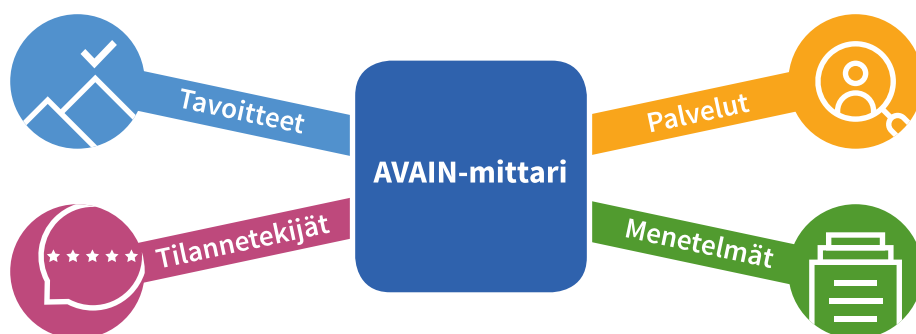 Tavoitteet
Palvelut
AVAIN-mittari
Tilannetekijät
Menetelmät